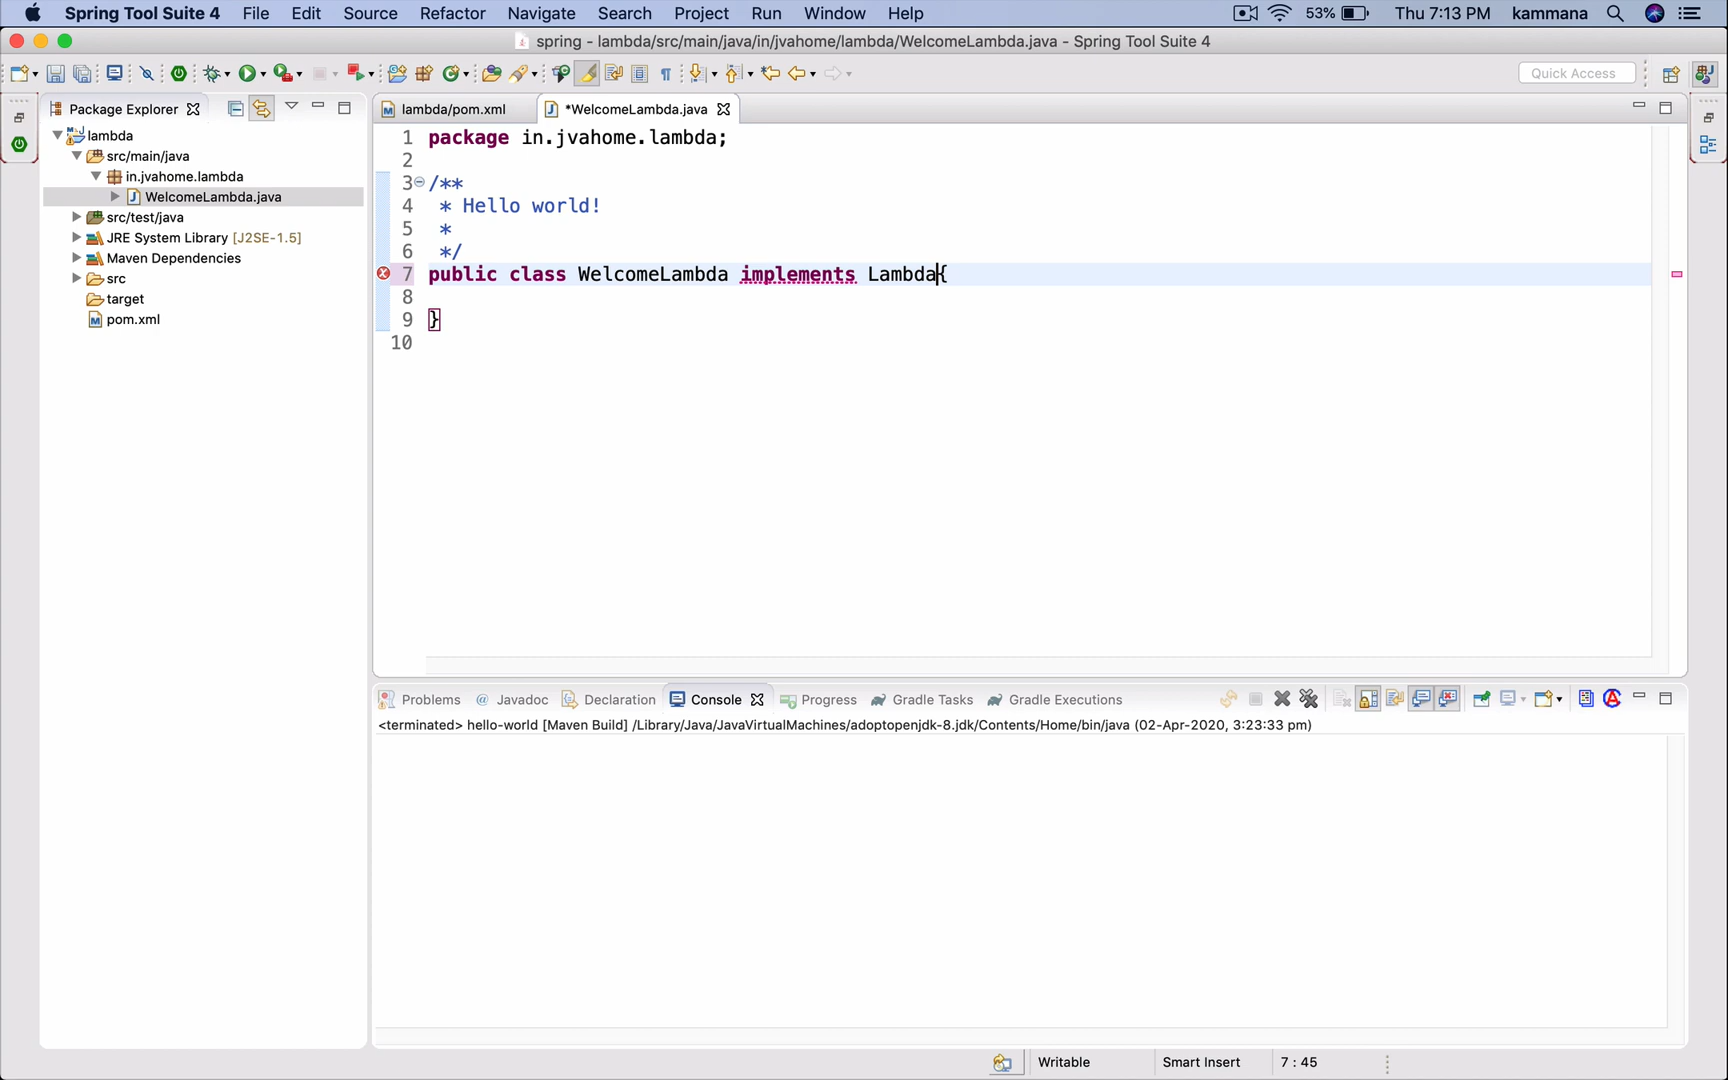 Spring Tool Suite 4 File Edit Source Refactor Navigate Search Project Run Window Help 53% Thu 7:13 PM kammana
spring - lambda/src/main/java/in/jvahome/lambda/WelcomeLambda.java - Spring Tool Suite 4
Quick Access
Package Explorer
lambda
src/main/java
in.jvahome.lambda
WelcomeLambda.java
src/test/java
JRE System Library [J2SE-1.5]
Maven Dependencies
src
target
pom.xml
lambda/pom.xml *WelcomeLambda.java
1 package in.jvahome.lambda;
2
3 /**
4 * Hello world!
5 *
6 */
7 public class WelcomeLambda implements Lambda{
8
9 }
10
Problems Javadoc Declaration Console Progress Gradle Tasks Gradle Executions
<terminated> hello-world [Maven Build] /Library/Java/JavaVirtualMachines/adoptopenjdk-8.jdk/Contents/Home/bin/java (02-Apr-2020, 3:23:33 pm)
Writable Smart Insert 7 : 45